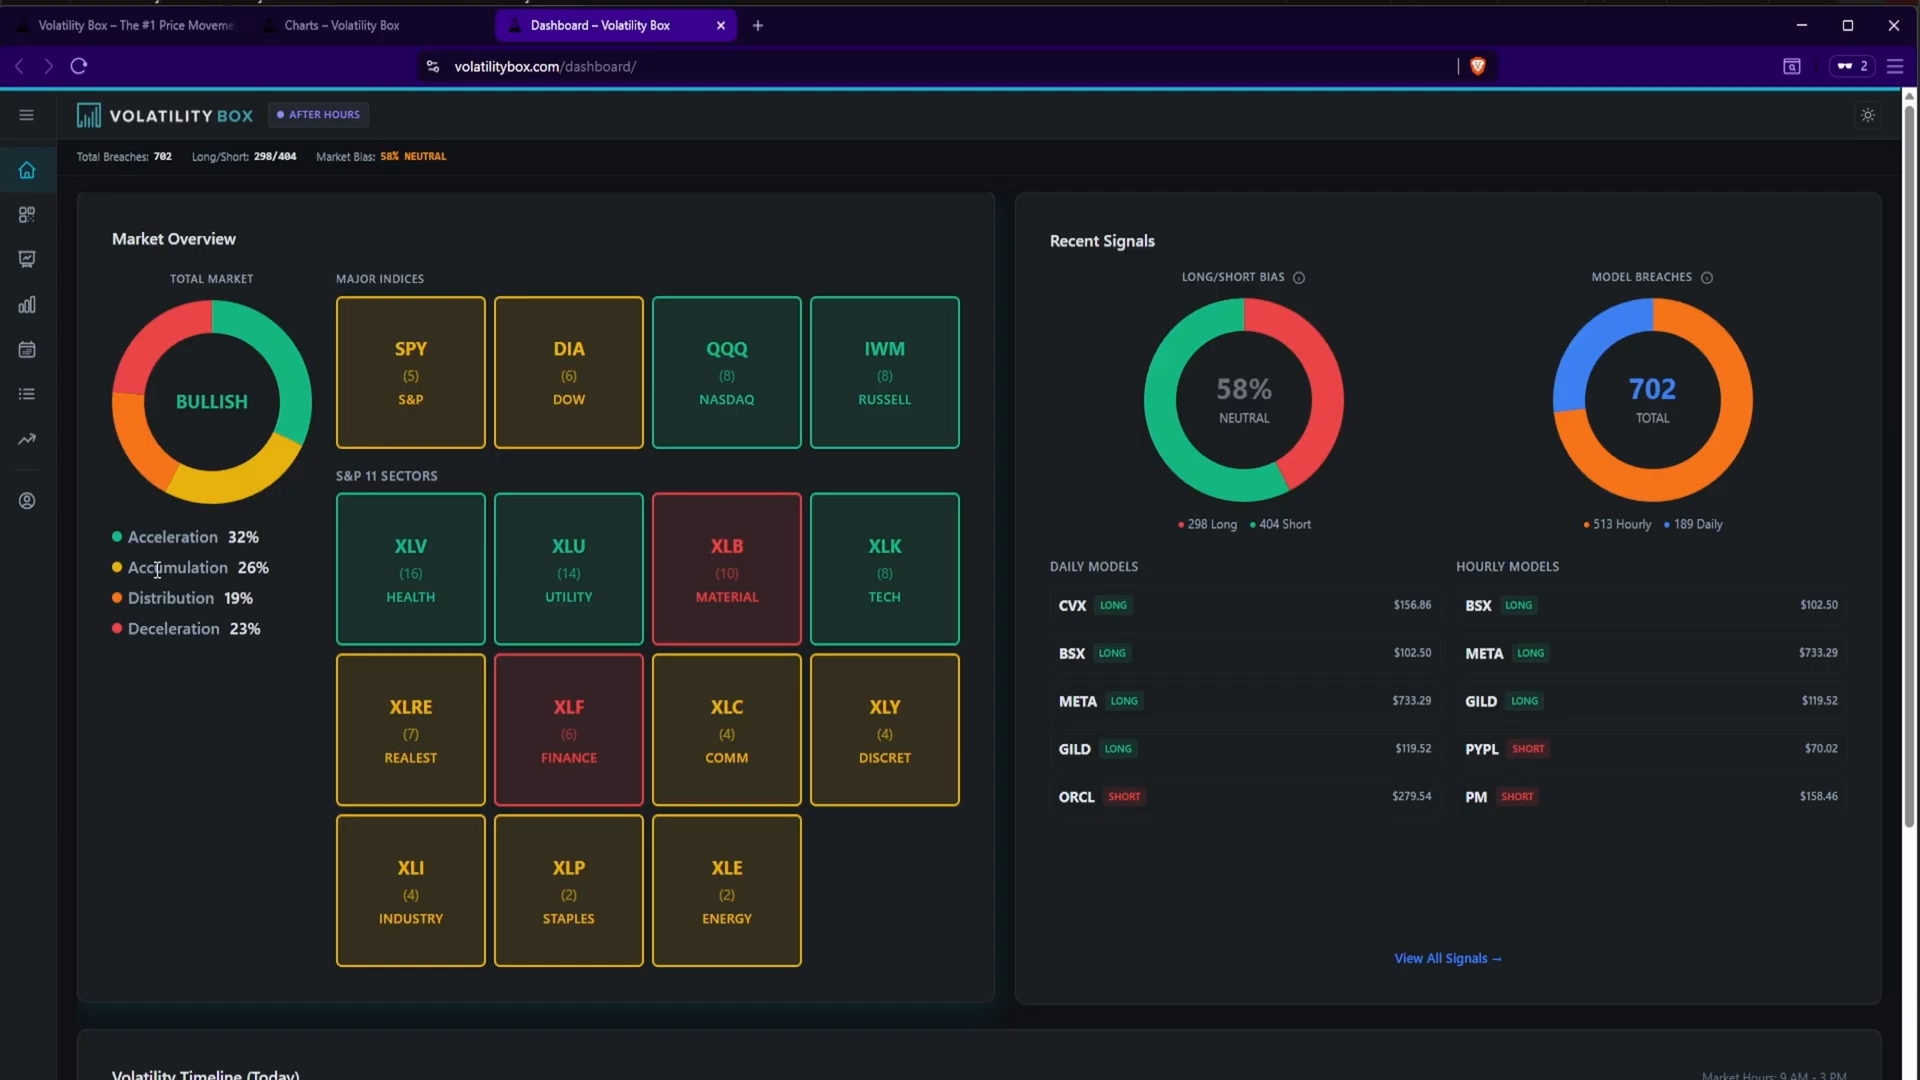 Volatility Box – The #1 Price Moveme
Charts – Volatility Box
Dashboard – Volatility Box
volatilitybox.com/dashboard/
2
VOLATILITY BOX
AFTER HOURS
Total Breaches: 702
Long/Short: 298/404
Market Bias: 58% NEUTRAL
Market Overview
TOTAL MARKET
BULLISH
Acceleration 32%
Accumulation 26%
Distribution 19%
Deceleration 23%
MAJOR INDICES
SPY
(5)
S&P
DIA
(6)
DOW
QQQ
(8)
NASDAQ
IWM
(8)
RUSSELL
S&P 11 SECTORS
XLV
(16)
HEALTH
XLU
(14)
UTILITY
XLB
(10)
MATERIAL
XLK
(8)
TECH
XLRE
(7)
REALEST
XLF
(6)
FINANCE
XLC
(4)
COMM
XLY
(4)
DISCRET
XLI
(4)
INDUSTRY
XLP
(2)
STAPLES
XLE
(2)
ENERGY
Recent Signals
LONG/SHORT BIAS
58%
NEUTRAL
298 Long
404 Short
MODEL BREACHES
702
TOTAL
513 Hourly
189 Daily
DAILY MODELS
CVX LONG $156.86
BSX LONG $102.50
META LONG $733.29
GILD LONG $119.52
ORCL SHORT $279.54
HOURLY MODELS
BSX LONG $102.50
META LONG $733.29
GILD LONG $119.52
PYPL SHORT $70.02
PM SHORT $158.46
View All Signals →
Volatility Timeline (Today)
Market Hours: 9 AM - 3 PM